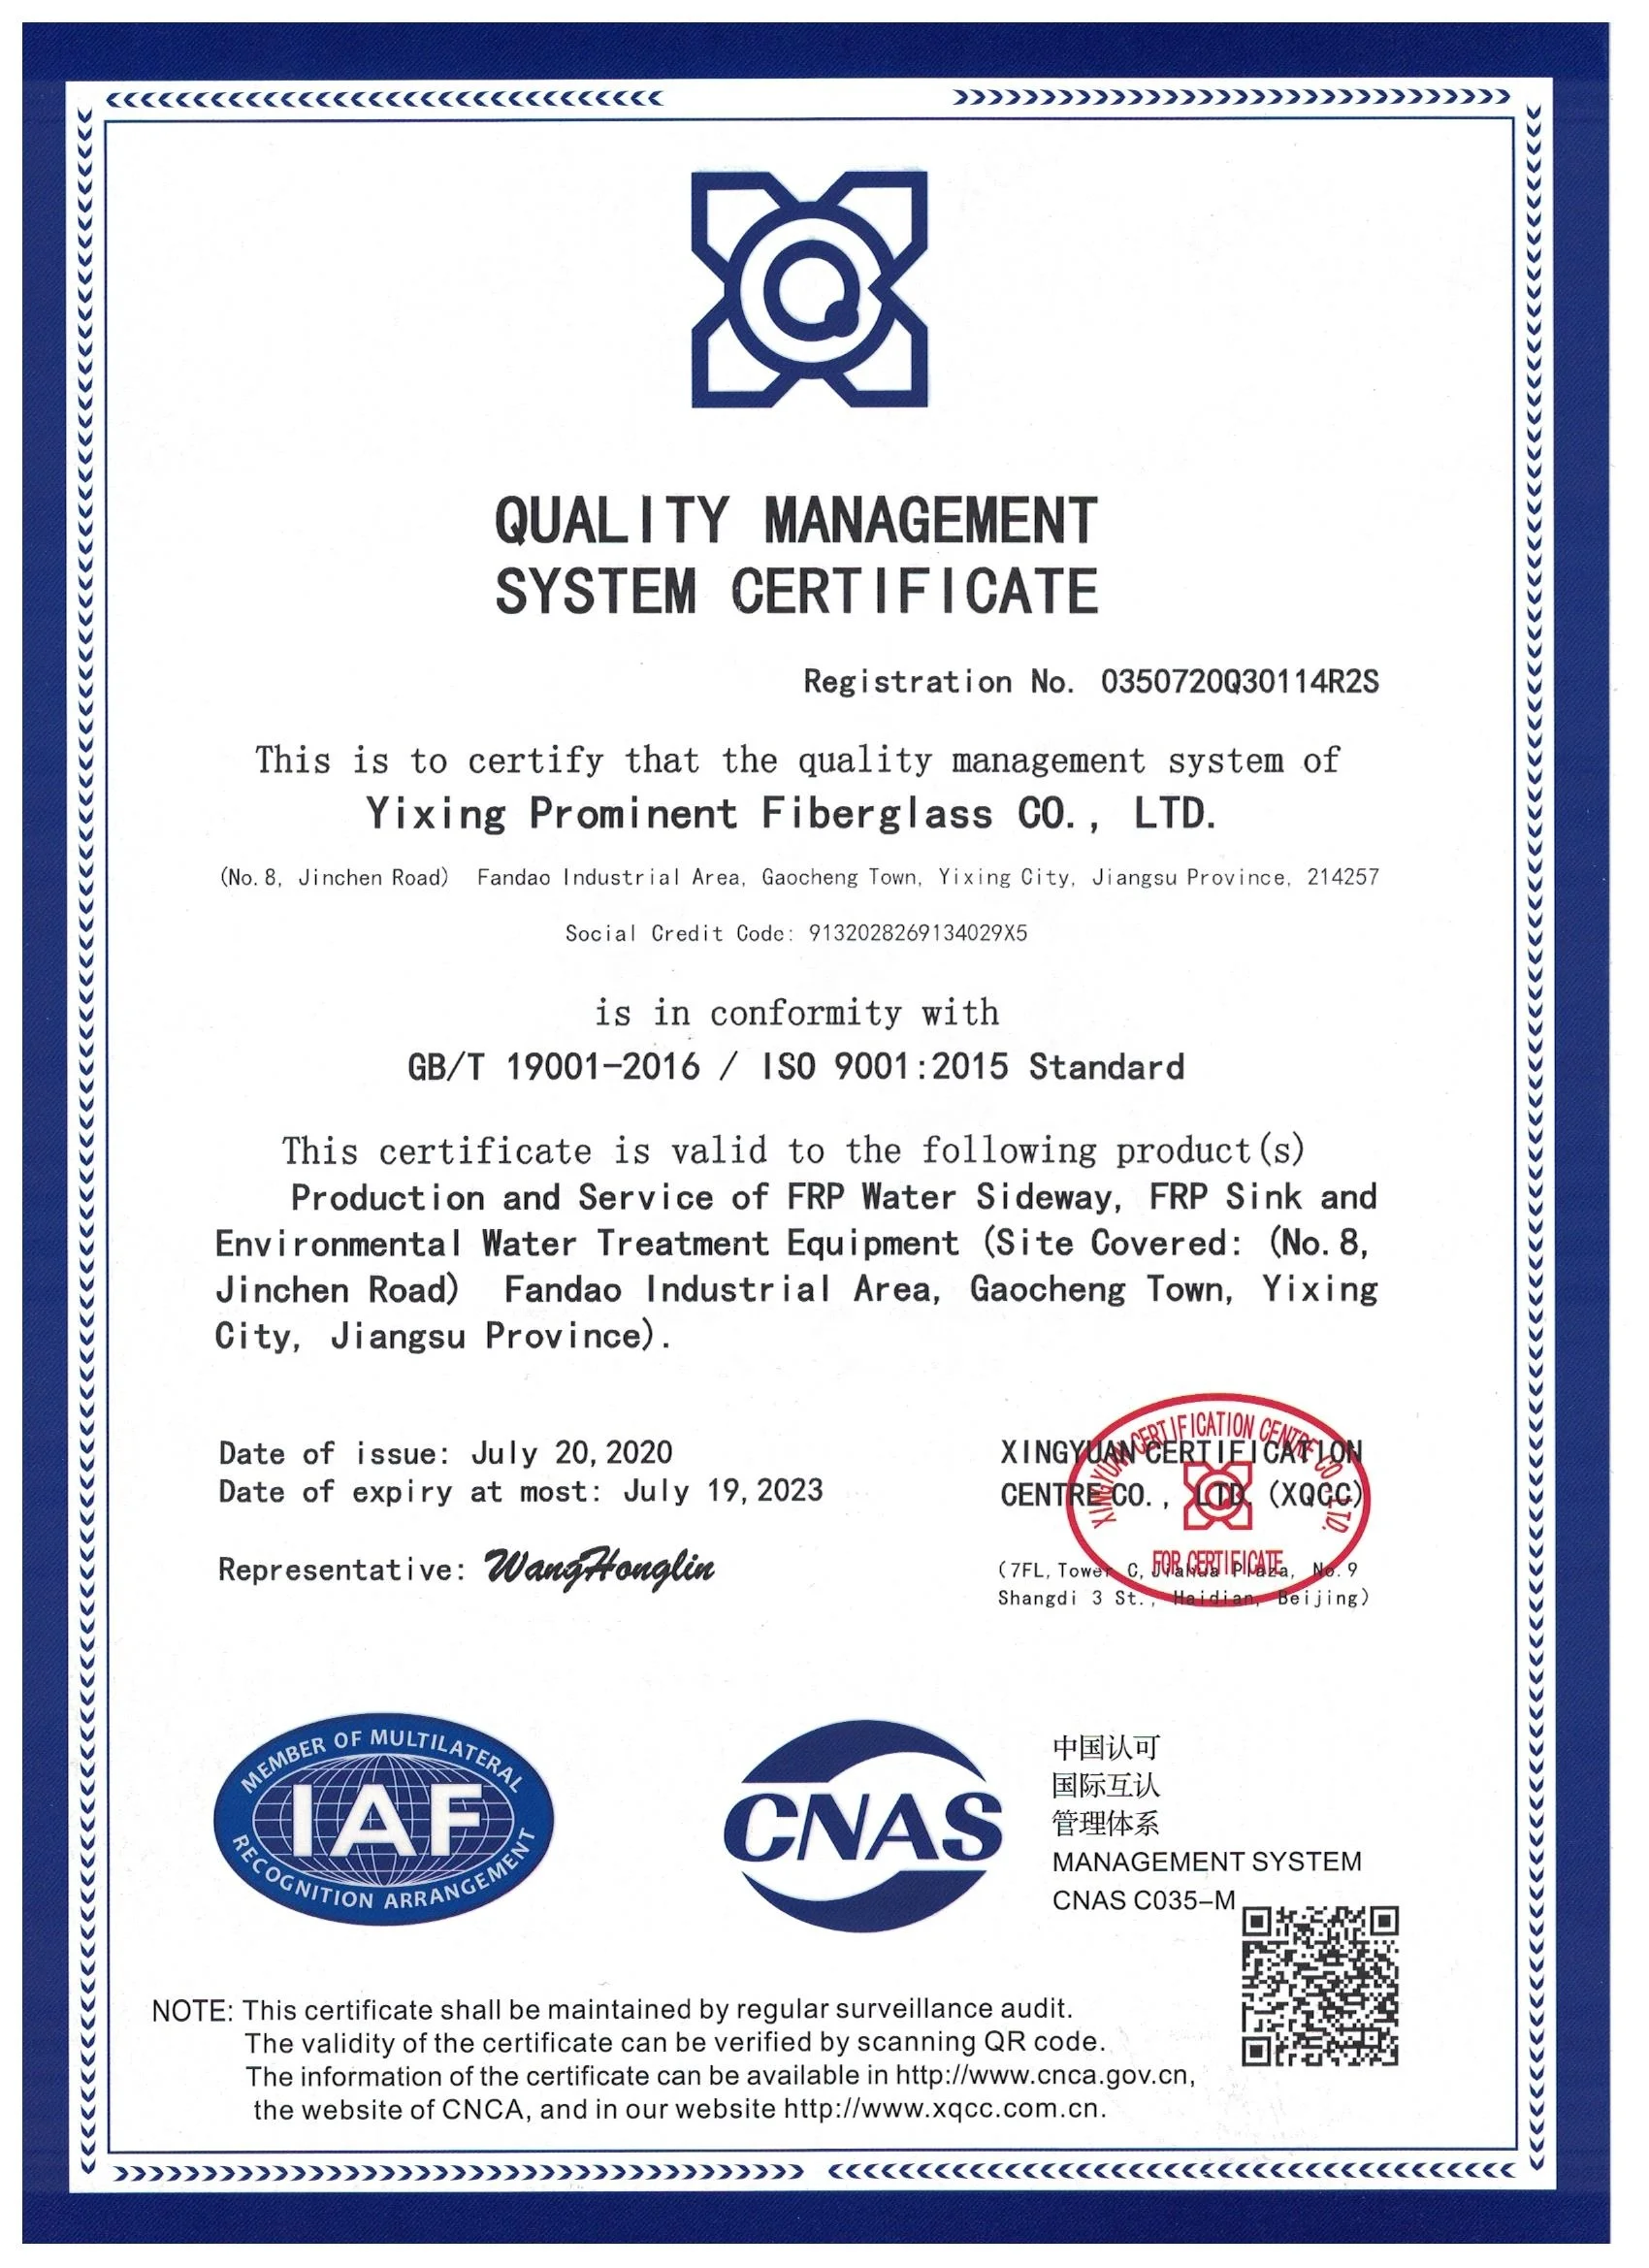 QUALITY MANAGEMENT
SYSTEM CERTIFICATE
Registration No. 0350720Q30114R2S
This is to certify that the quality management system of
Yixing Prominent Fiberglass CO., LTD.
(No.8, Jinchen Road) Fandao Industrial Area, Gaocheng Town, Yixing City, Jiangsu Province, 214257
Social Credit Code: 9132028269134029X5
is in conformity with
GB/T 19001-2016 / ISO 9001:2015 Standard
This certificate is valid to the following product(s)
Production and Service of FRP Water Sideway, FRP Sink and
Environmental Water Treatment Equipment (Site Covered: (No.8,
Jinchen Road) Fandao Industrial Area, Gaocheng Town, Yixing
City, Jiangsu Province).
Date of issue: July 20,2020
Date of expiry at most: July 19,2023
Representative: WangHonglin
XINGYUAN CERTIFICATION
CENTRE CO., LTD. (XQCC)
(7FL, Tower C, Jiahua Plaza, No.9
Shangdi 3 St., Haidian, Beijing)
XINGYUAN CERTIFICATION CENTRE CO., LTD.
FOR CERTIFICATE
MEMBER OF MULTILATERAL
IAF
RECOGNITION ARRANGEMENT
CNAS
中国认可
国际互认
管理体系
MANAGEMENT SYSTEM
CNAS C035-M
NOTE: This certificate shall be maintained by regular surveillance audit.
The validity of the certificate can be verified by scanning QR code.
The information of the certificate can be available in http://www.cnca.gov.cn,
the website of CNCA, and in our website http://www.xqcc.com.cn.